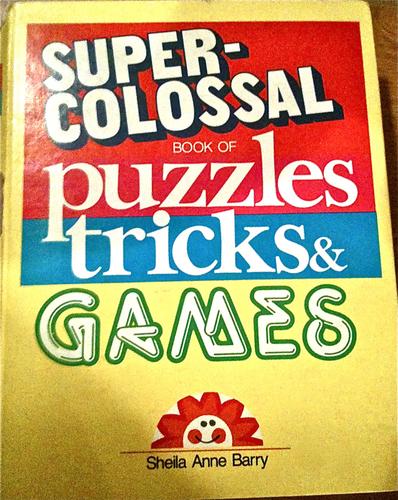 SUPER-
COLOSSAL
BOOK OF
puzzles
tricks &
GAMES
Sheila Anne Barry